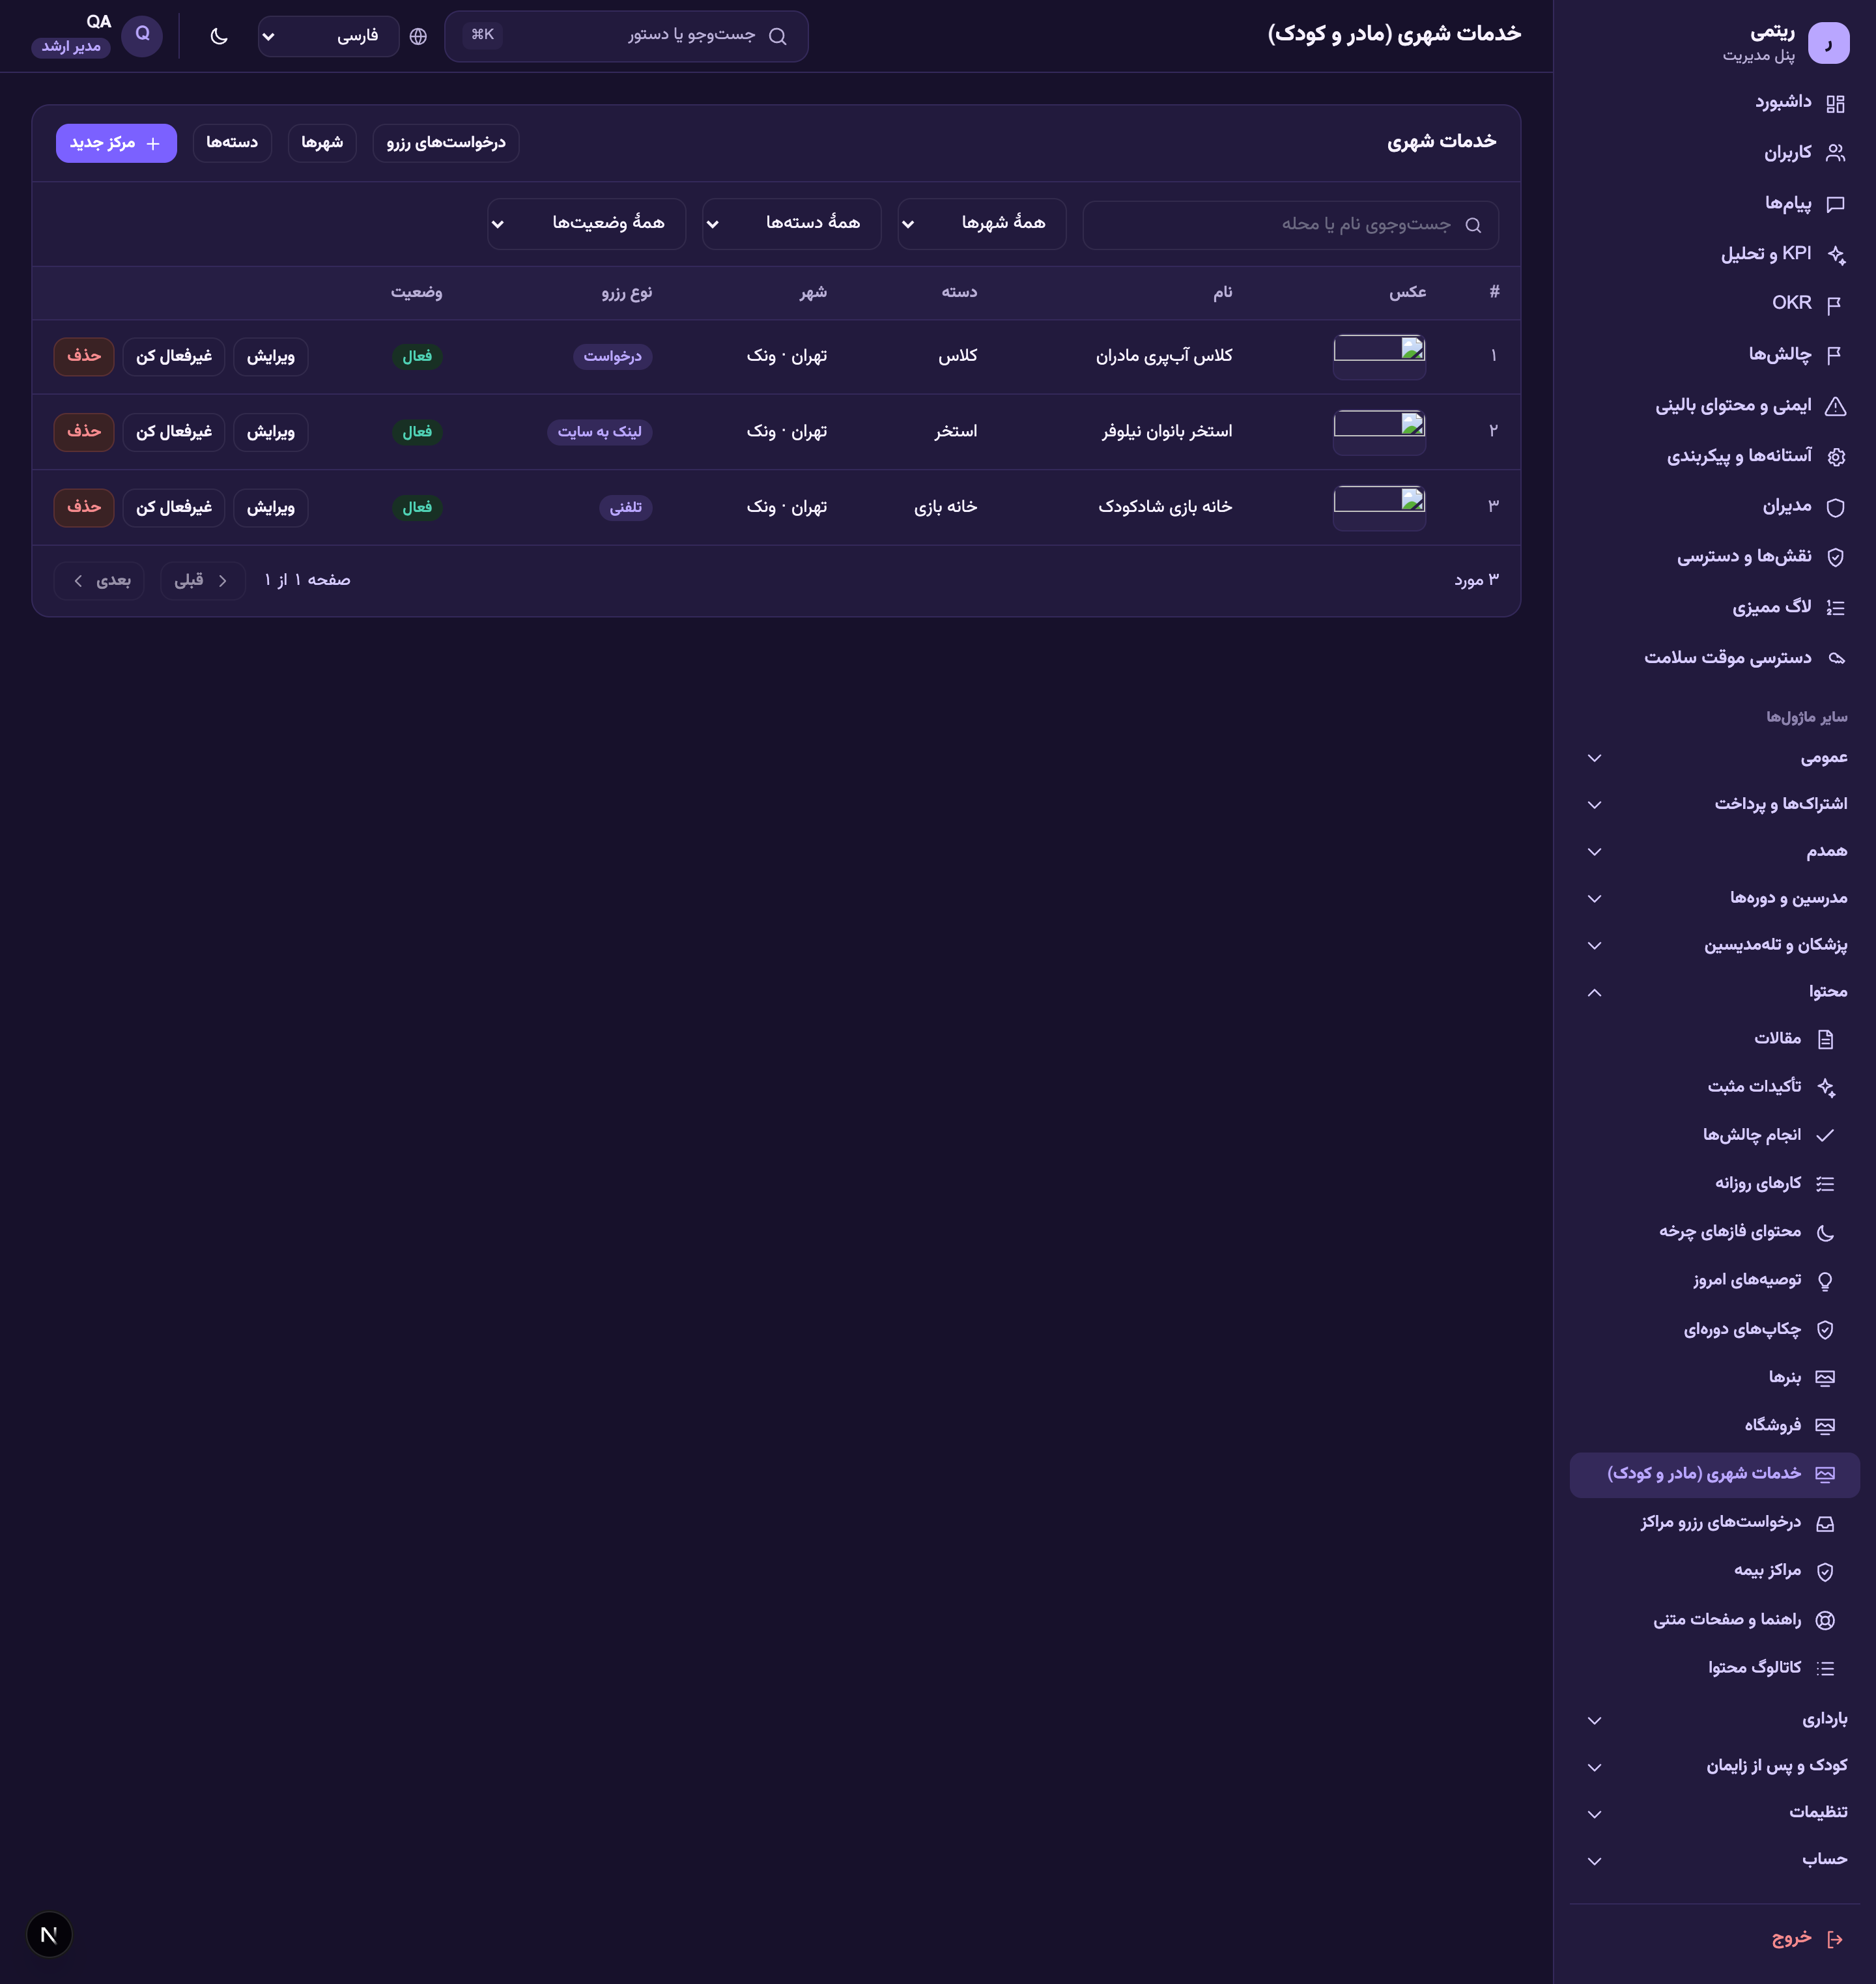 ریتمی
پنل مدیریت
داشبورد
کاربران
پیام‌ها
KPI و تحلیل
OKR
چالش‌ها
ایمنی و محتوای بالینی
آستانه‌ها و پیکربندی
مدیران
نقش‌ها و دسترسی
لاگ ممیزی
دسترسی موقت سلامت
سایر ماژول‌ها
عمومی
اشتراک‌ها و پرداخت
همدم
مدرسین و دوره‌ها
پزشکان و تله‌مدیسین
محتوا
مقالات
تأکیدات مثبت
انجام چالش‌ها
کارهای روزانه
محتوای فازهای چرخه
توصیه‌های امروز
چکاپ‌های دوره‌ای
بنرها
فروشگاه
خدمات شهری (مادر و کودک)
درخواست‌های رزرو مراکز
مراکز بیمه
راهنما و صفحات متنی
کاتالوگ محتوا
بارداری
کودک و پس از زایمان
تنظیمات
حساب
خروج
خدمات شهری (مادر و کودک)
جست‌وجو یا دستور ⌘K
فارسی
Q
QA
مدیر ارشد
خدمات شهری
درخواست‌های رزرو
شهرها
دسته‌ها
+ مرکز جدید
جست‌وجوی نام یا محله
همهٔ شهرها
همهٔ دسته‌ها
همهٔ وضعیت‌ها
# عکس نام دسته شهر نوع رزرو وضعیت
۱ کلاس آب‌پری مادران کلاس تهران · ونک درخواست فعال ویرایش غیرفعال کن حذف
۲ استخر بانوان نیلوفر استخر تهران · ونک لینک به سایت فعال ویرایش غیرفعال کن حذف
۳ خانه بازی شادکودک خانه بازی تهران · ونک تلفنی فعال ویرایش غیرفعال کن حذف
۳ مورد
صفحه ۱ از ۱
قبلی
بعدی
ر
N